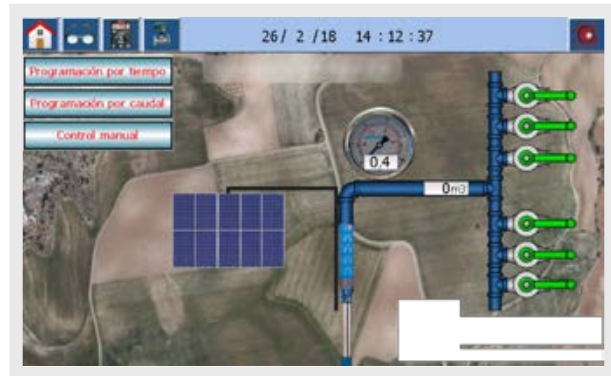 26/ 2 /18 14 : 12 : 37
Programación por tiempo
Programación por caudal
Control manual
0,4
0m3